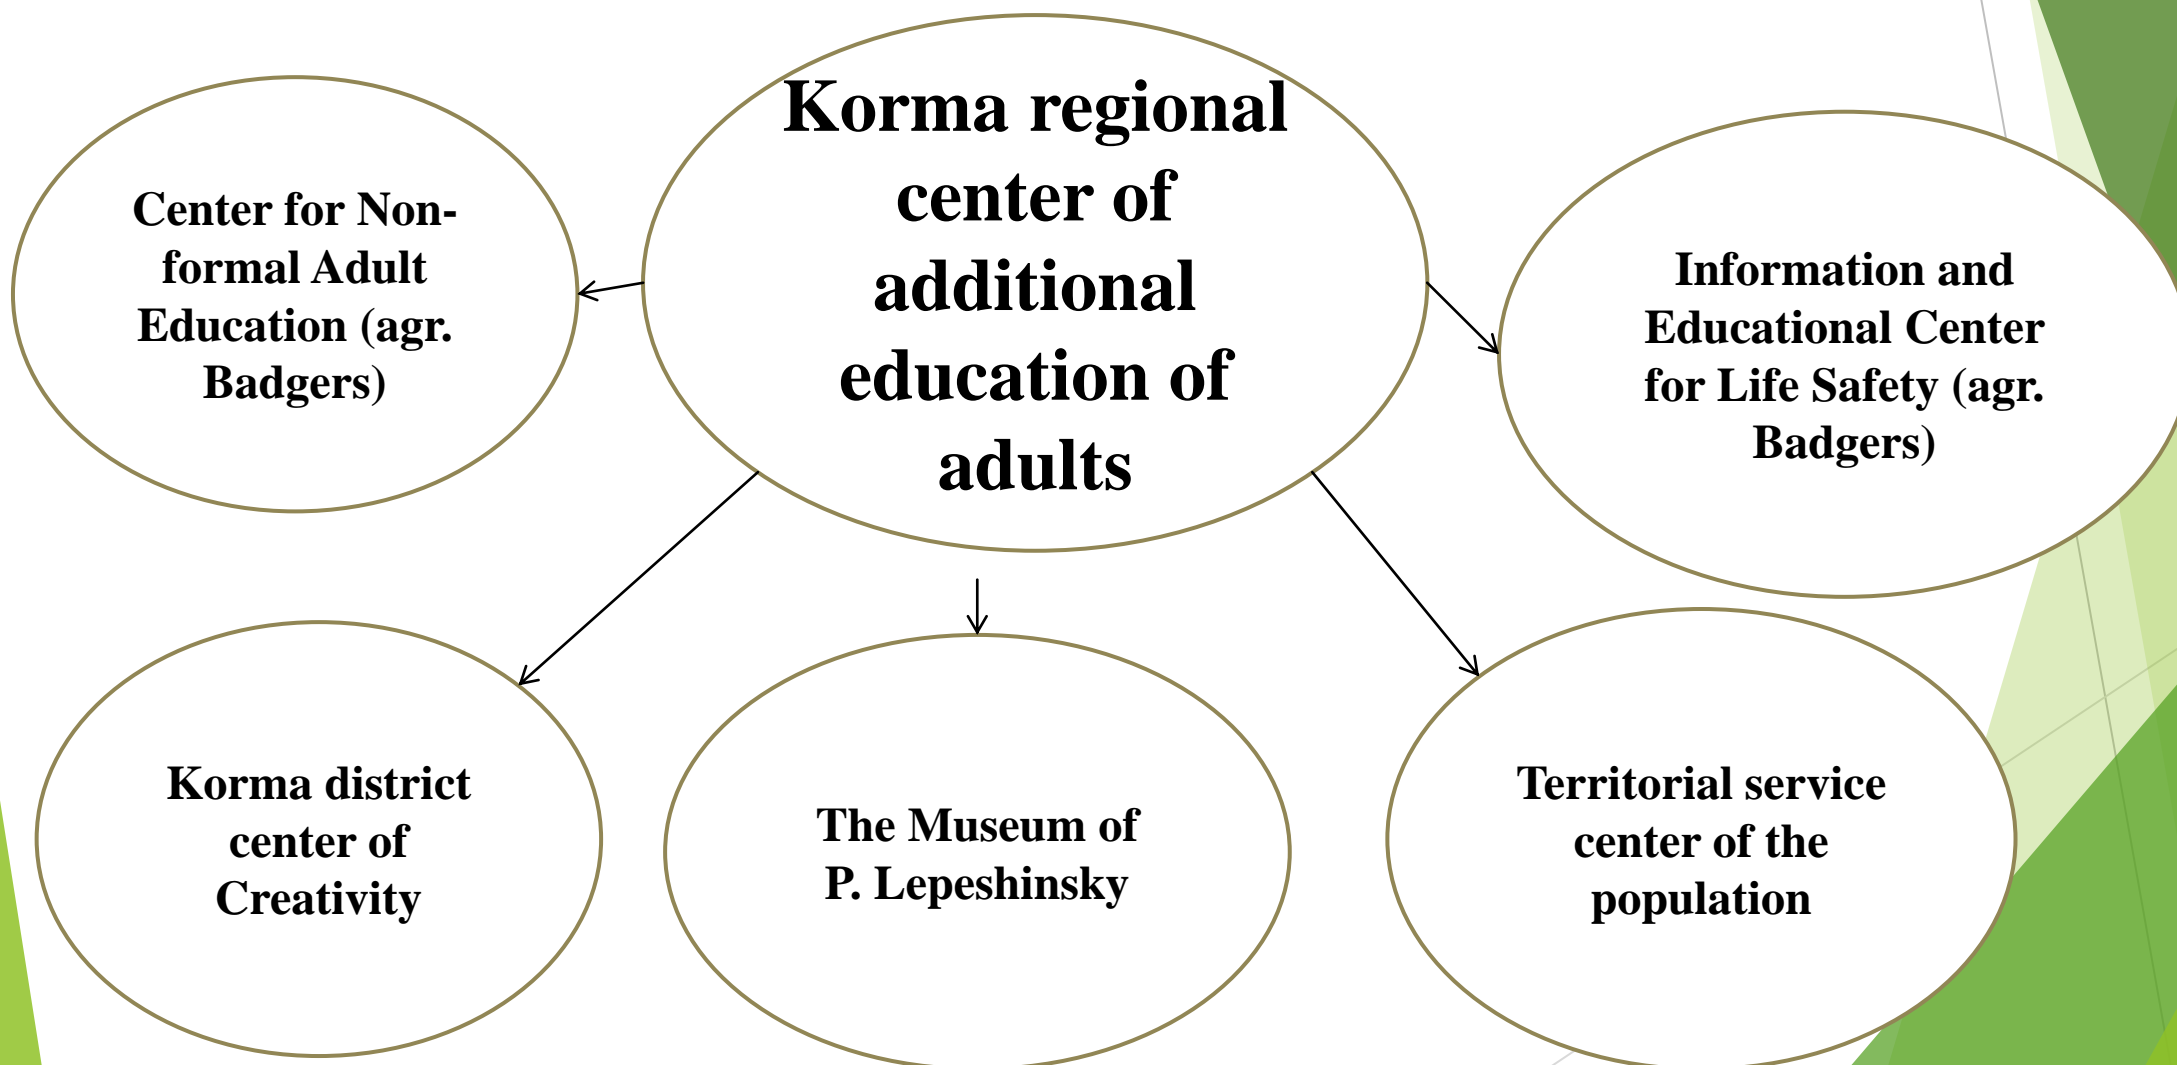 Korma regional
center of
additional
education of
adults
Center for Non-
formal Adult
Education (agr.
Badgers)
Information and
Educational Center
for Life Safety (agr.
Badgers)
Korma district
center of
Creativity
The Museum of
P. Lepeshinsky
Territorial service
center of the
population